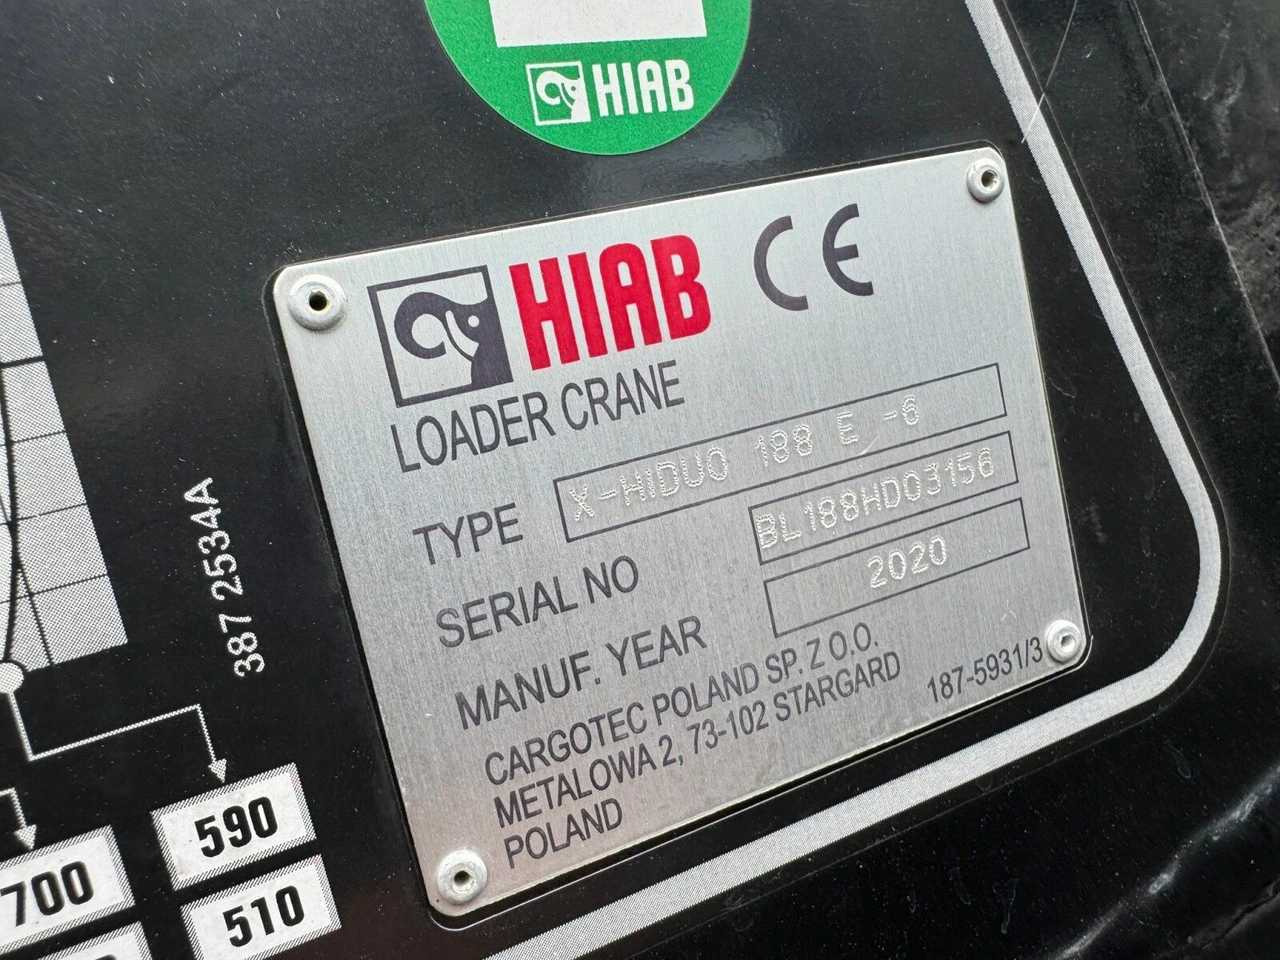 HIAB
HIAB CE
LOADER CRANE
TYPE X-HIDUO 188 E -6
SERIAL NO BL188HD03156
MANUF. YEAR 2020
CARGOTEC POLAND SP. Z O.O.
METALOWA 2, 73-102 STARGARD
POLAND
187-5931/3
387 2534A
590
700
510